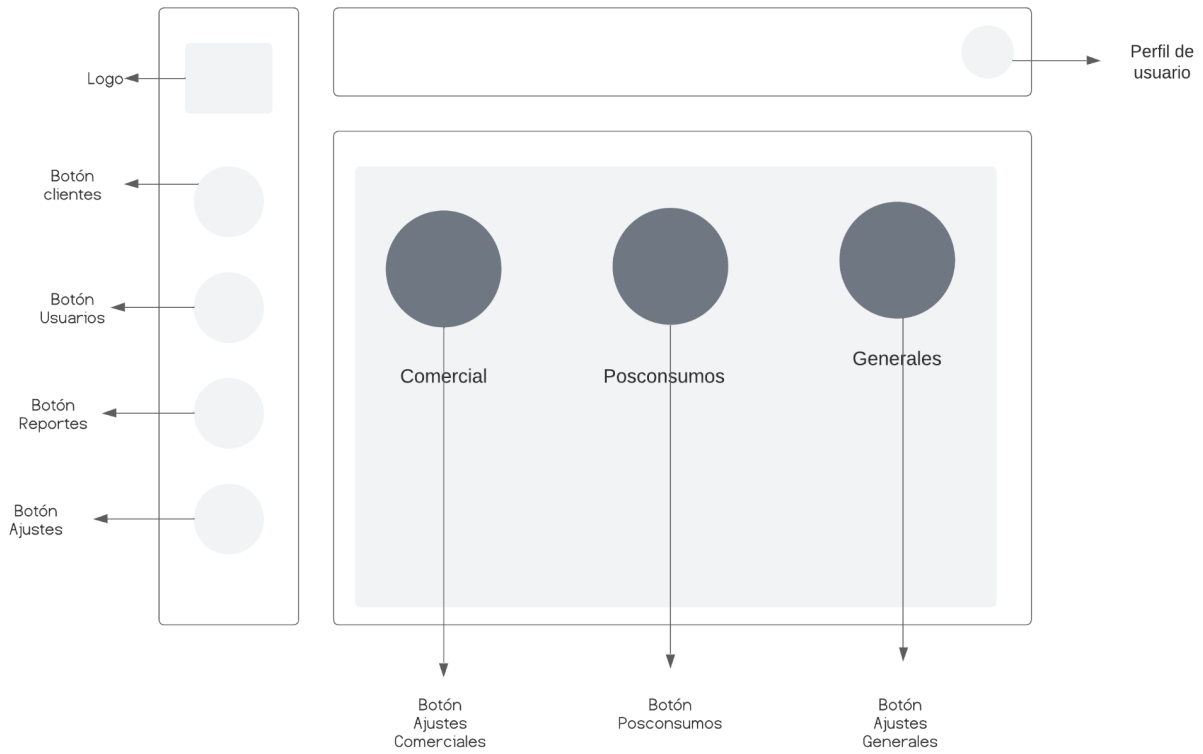 Logo
Perfil de
usuario
Botón
clientes
Botón
Usuarios
Botón
Reportes
Botón
Ajustes
Comercial
Posconsumos
Generales
Botón
Ajustes
Comerciales
Botón
Posconsumos
Botón
Ajustes
Generales